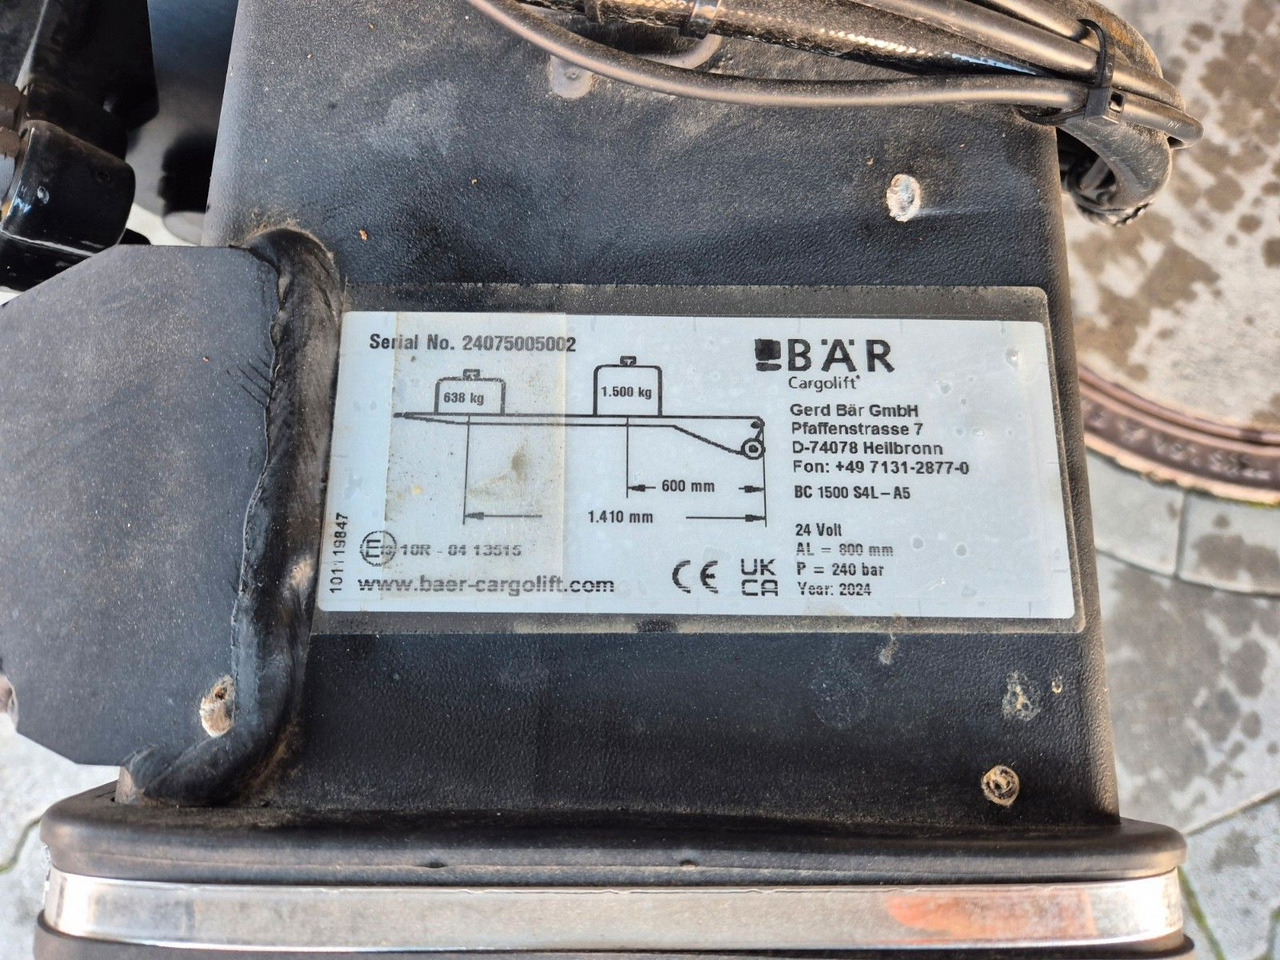 Serial No. 24075005002
638 kg
1.500 kg
600 mm
1.410 mm
10R - 04 13515
www.baer-cargolift.com
CE
UK
CA
BÄR
Cargolift
Gerd Bär GmbH
Pfaffenstrasse 7
D-74078 Heilbronn
Fon: +49 7131-2877-0
BC 1500 S4L-A5
24 Volt
AL = 800 mm
P = 240 bar
Year: 2024